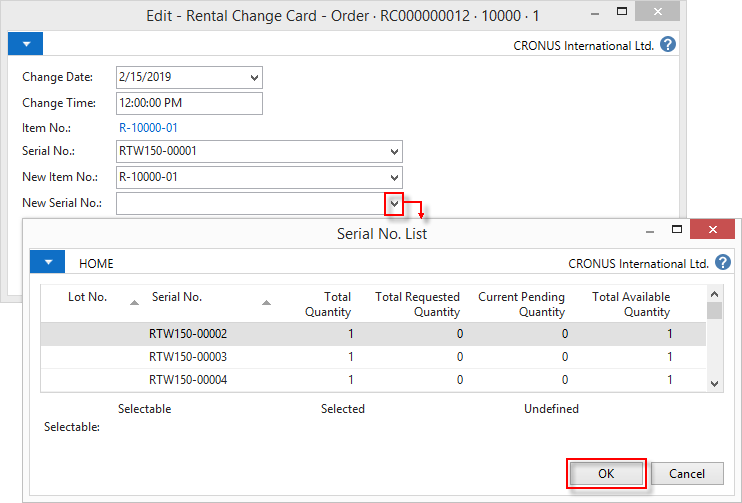 Edit - Rental Change Card - Order · RC000000012 · 10000 · 1
CRONUS International Ltd. ?
Change Date: 2/15/2019
Change Time: 12:00:00 PM
Item No.: R-10000-01
Serial No.: RTW150-00001
New Item No.: R-10000-01
New Serial No.:
Serial No. List
HOME CRONUS International Ltd. ?
Lot No. Serial No. Total Total Requested Current Pending Total Available
Quantity Quantity Quantity Quantity
RTW150-00002 1 0 0 1
RTW150-00003 1 0 0 1
RTW150-00004 1 0 0 1
Selectable Selected Undefined
Selectable:
OK Cancel